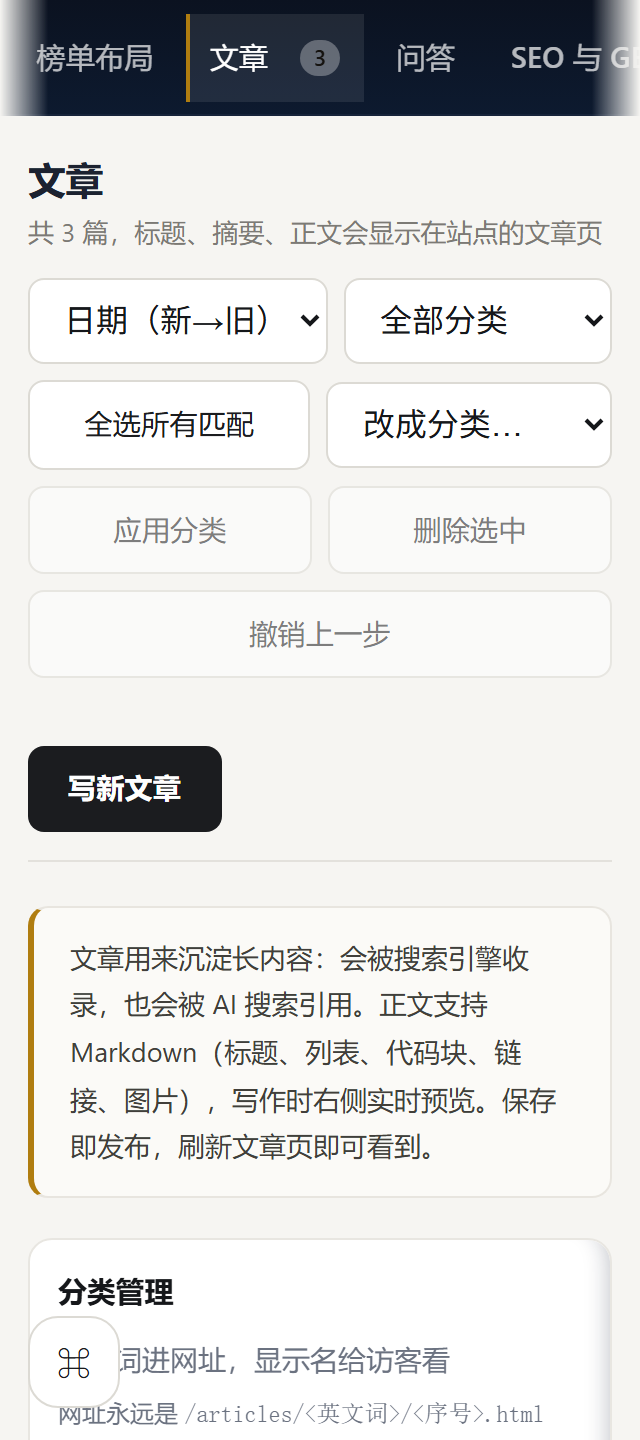 榜单布局 文章 3 问答 SEO 与
文章
共 3 篇，标题、摘要、正文会显示在站点的文章页
日期（新→旧） 全部分类
全选所有匹配 改成分类…
应用分类 删除选中
撤销上一步
写新文章
文章用来沉淀长内容：会被搜索引擎收
录，也会被 AI 搜索引用。正文支持
Markdown（标题、列表、代码块、链
接、图片），写作时右侧实时预览。保存
即发布，刷新文章页即可看到。
分类管理
词进网址，显示名给访客看
网址永远是 /articles/<英文词>/<序号>.html